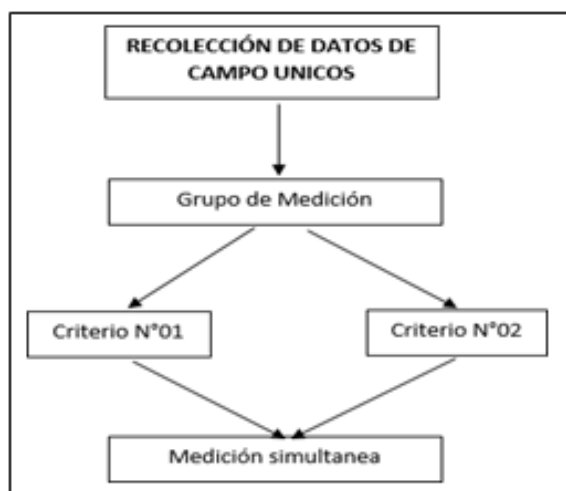 RECOLECCIÓN DE DATOS DE
CAMPO UNICOS
Grupo de Medición
Criterio N°01
Criterio N°02
Medición simultanea